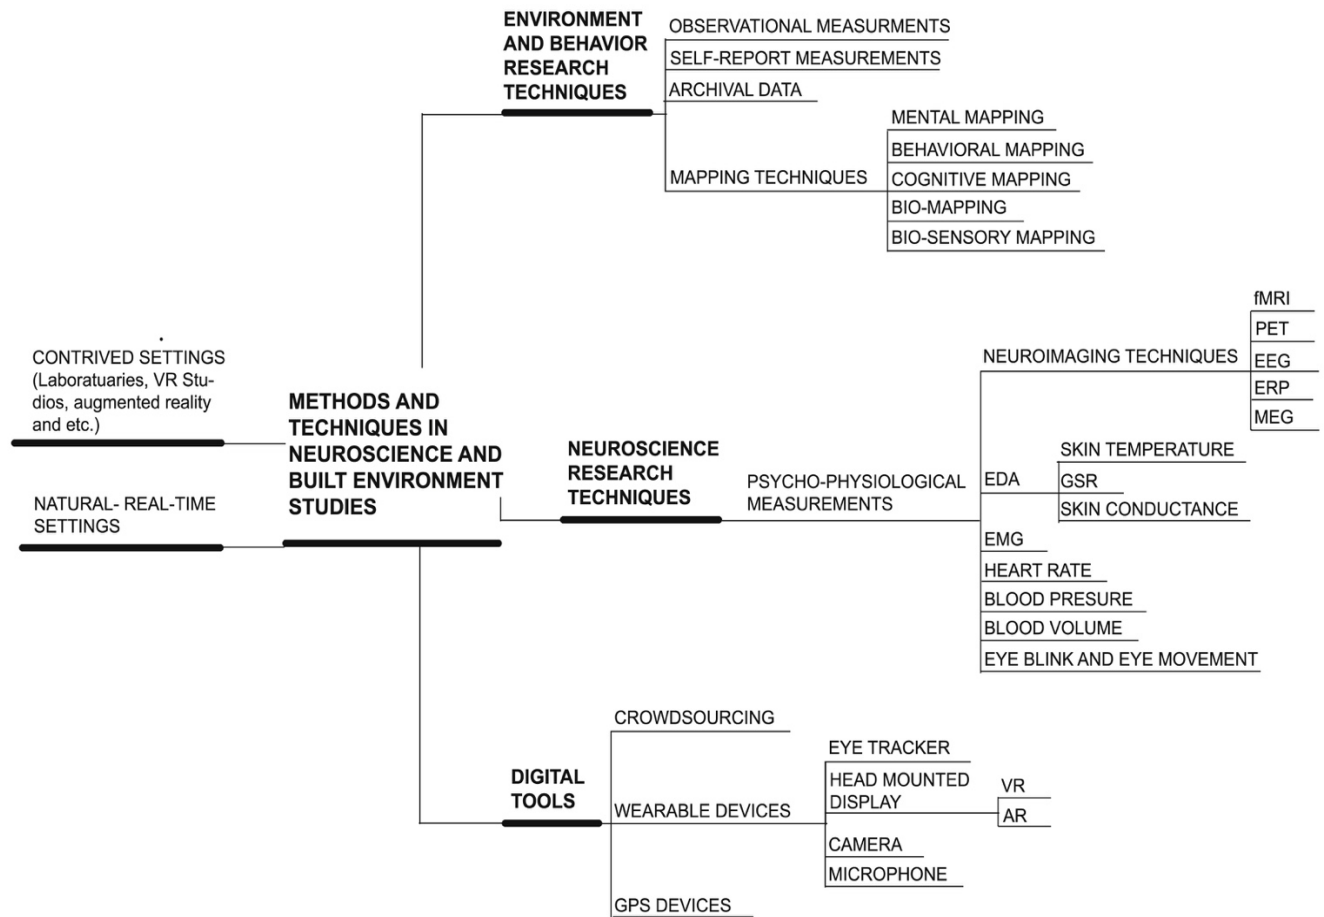 ENVIRONMENT
AND BEHAVIOR
RESEARCH
TECHNIQUES
OBSERVATIONAL MEASURMENTS
SELF-REPORT MEASUREMENTS
ARCHIVAL DATA
MAPPING TECHNIQUES
MENTAL MAPPING
BEHAVIORAL MAPPING
COGNITIVE MAPPING
BIO-MAPPING
BIO-SENSORY MAPPING
CONTRIVED SETTINGS
(Laboratuaries, VR Stu-
dios, augmented reality
and etc.)
NATURAL- REAL-TIME
SETTINGS
METHODS AND
TECHNIQUES IN
NEUROSCIENCE AND
BUILT ENVIRONMENT
STUDIES
NEUROSCIENCE
RESEARCH
TECHNIQUES
PSYCHO-PHYSIOLOGICAL
MEASUREMENTS
NEUROIMAGING TECHNIQUES
fMRI
PET
EEG
ERP
MEG
EDA
SKIN TEMPERATURE
GSR
SKIN CONDUCTANCE
EMG
HEART RATE
BLOOD PRESURE
BLOOD VOLUME
EYE BLINK AND EYE MOVEMENT
DIGITAL
TOOLS
CROWDSOURCING
WEARABLE DEVICES
EYE TRACKER
HEAD MOUNTED
DISPLAY
VR
AR
CAMERA
MICROPHONE
GPS DEVICES